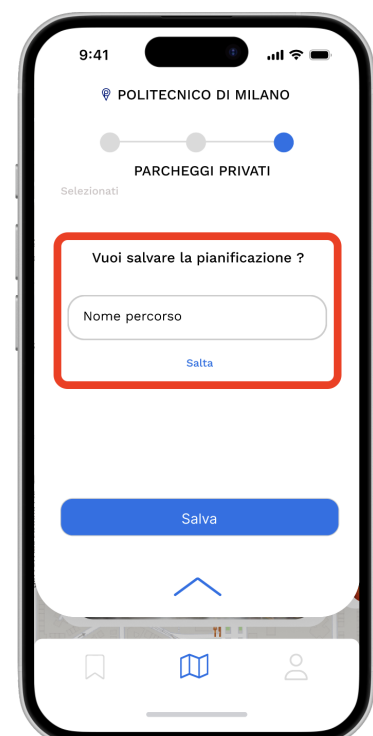 9:41
POLITECNICO DI MILANO
PARCHEGGI PRIVATI
Selezionati
Vuoi salvare la pianificazione ?
Nome percorso
Salta
Salva